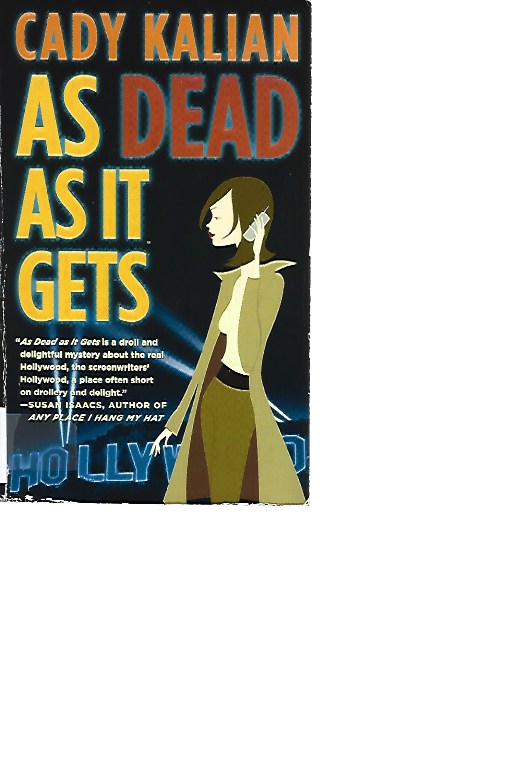 CADY KALIAN
AS DEAD
AS IT
GETS
"As Dead as It Gets is a droll and
delightful mystery about the real
Hollywood, the screenwriters'
Hollywood, a place often short
on drollery and delight."
—SUSAN ISAACS, AUTHOR OF
ANY PLACE I HANG MY HAT
HOLLYW D